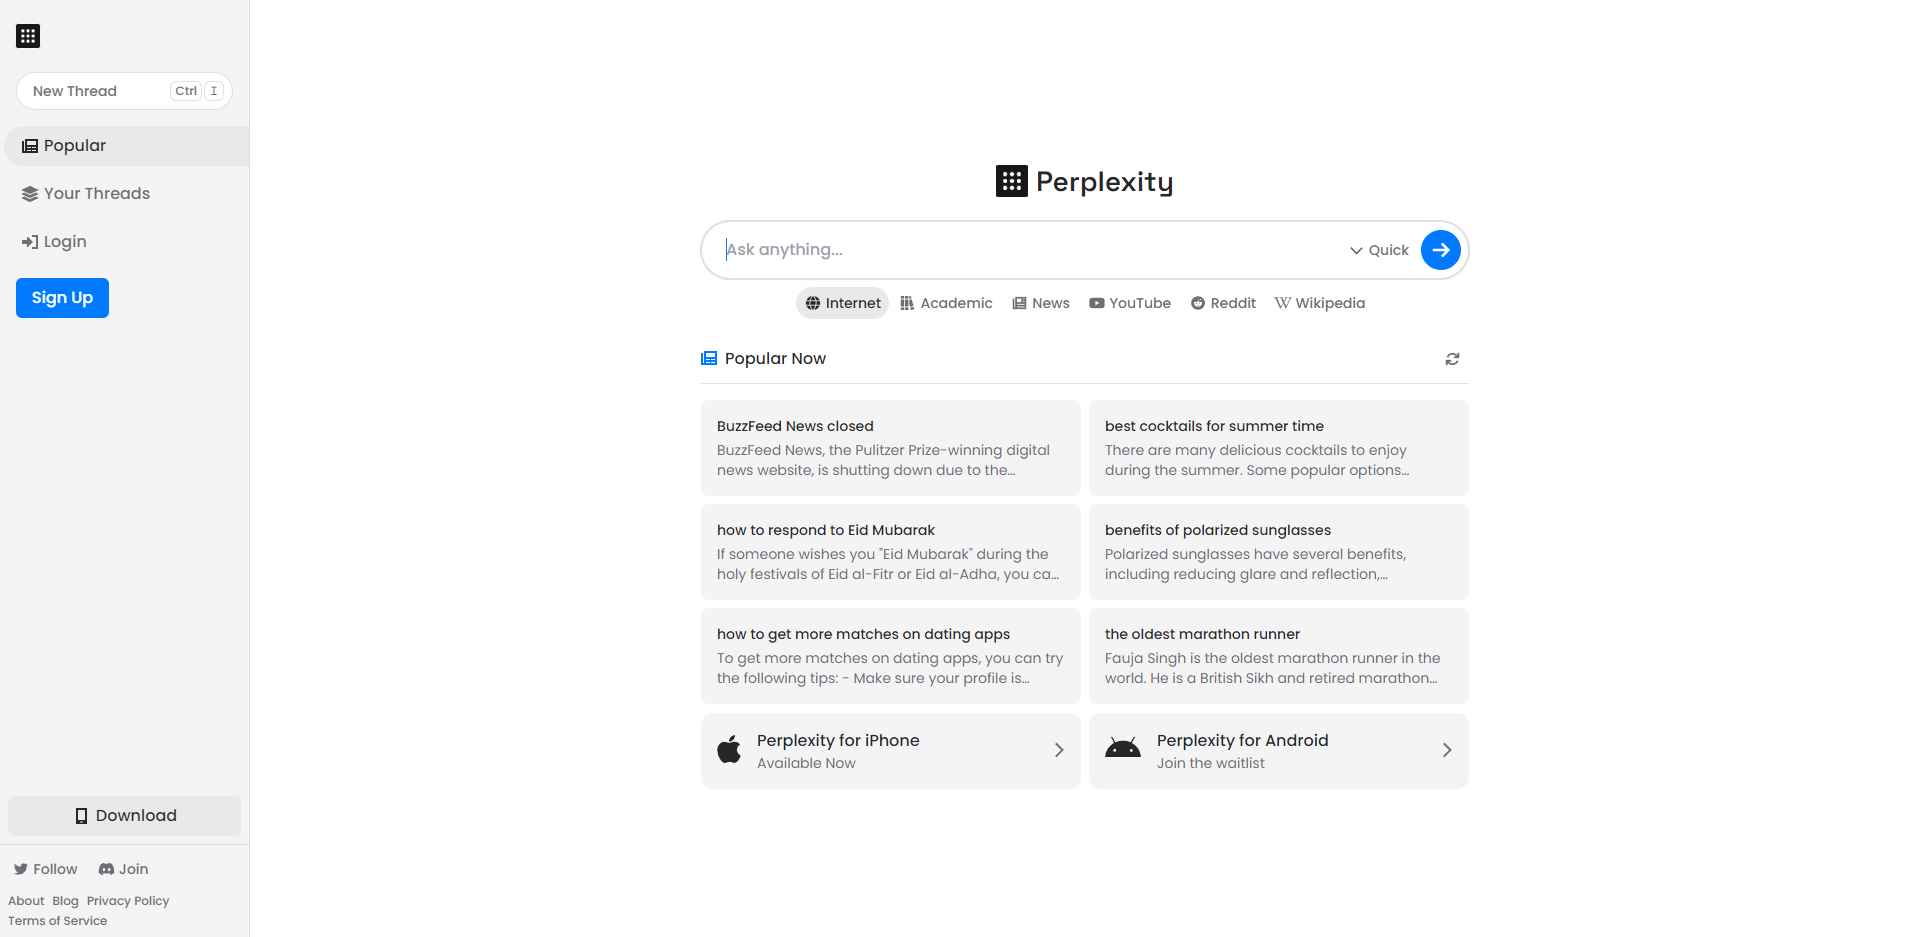 New Thread Ctrl I
Popular
Your Threads
Login
Sign Up
Download
Follow Join
About Blog Privacy Policy
Terms of Service
Perplexity
Ask anything... Quick
Internet Academic News YouTube Reddit Wikipedia
Popular Now
BuzzFeed News closed
BuzzFeed News, the Pulitzer Prize-winning digital
news website, is shutting down due to the...
best cocktails for summer time
There are many delicious cocktails to enjoy
during the summer. Some popular options...
how to respond to Eid Mubarak
If someone wishes you "Eid Mubarak" during the
holy festivals of Eid al-Fitr or Eid al-Adha, you ca...
benefits of polarized sunglasses
Polarized sunglasses have several benefits,
including reducing glare and reflection,...
how to get more matches on dating apps
To get more matches on dating apps, you can try
the following tips: - Make sure your profile is...
the oldest marathon runner
Fauja Singh is the oldest marathon runner in the
world. He is a British Sikh and retired marathon...
Perplexity for iPhone
Available Now
Perplexity for Android
Join the waitlist